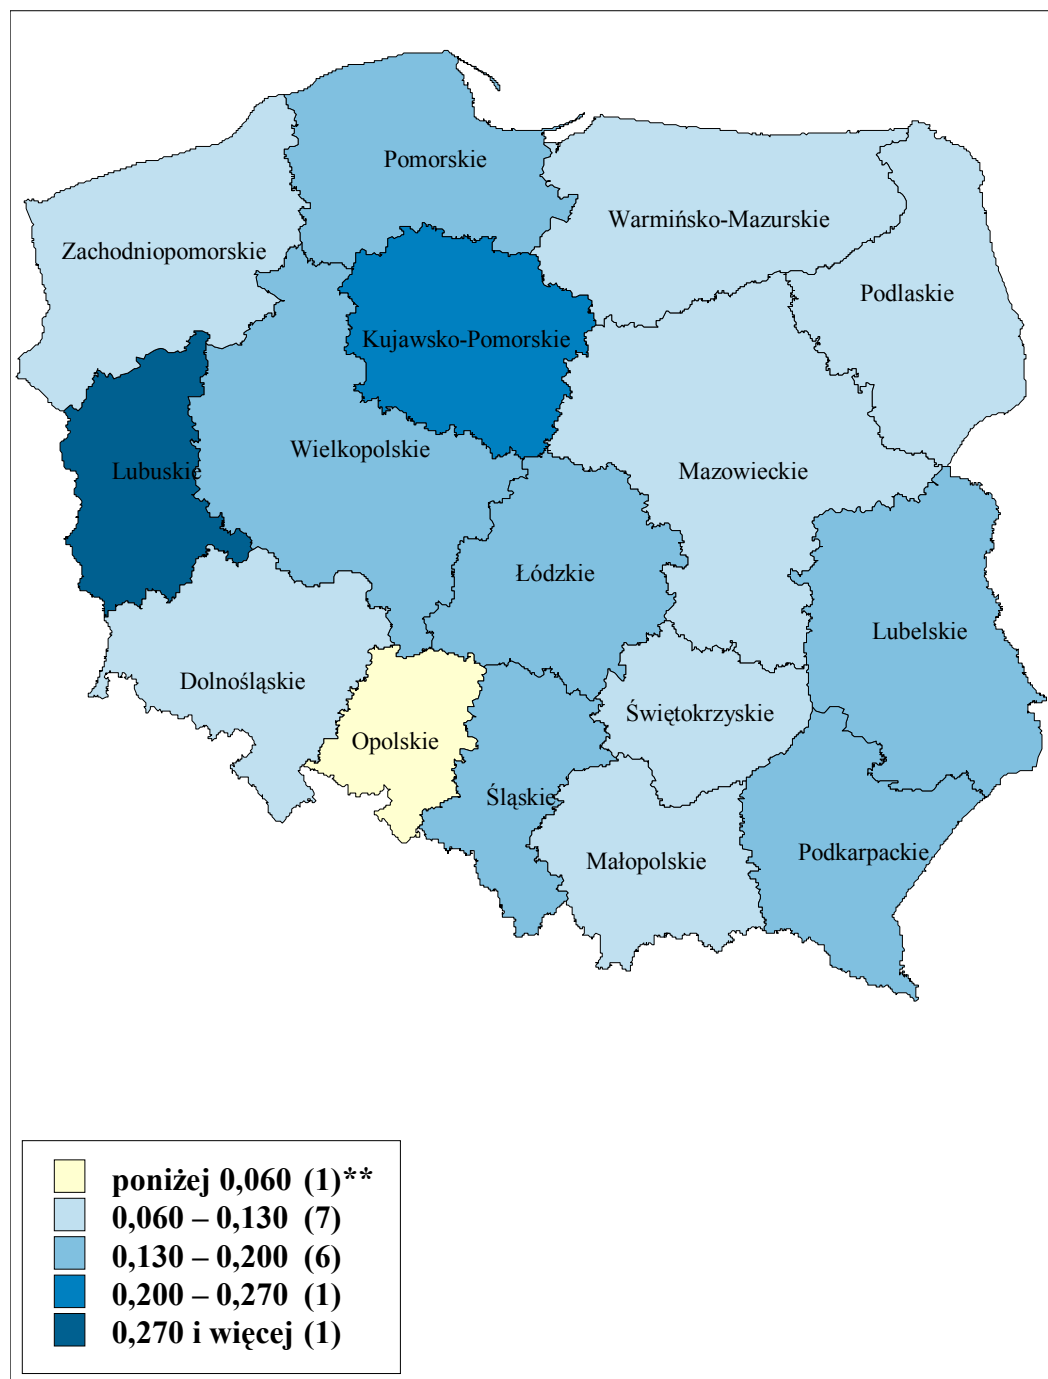 Pomorskie
Warmińsko-Mazurskie
Zachodniopomorskie
Podlaskie
Kujawsko-Pomorskie
Wielkopolskie
Lubuskie
Mazowieckie
Łódzkie
Lubelskie
Dolnośląskie
Świętokrzyskie
Opolskie
Śląskie
Małopolskie
Podkarpackie
poniżej 0,060 (1)**
0,060 – 0,130 (7)
0,130 – 0,200 (6)
0,200 – 0,270 (1)
0,270 i więcej (1)